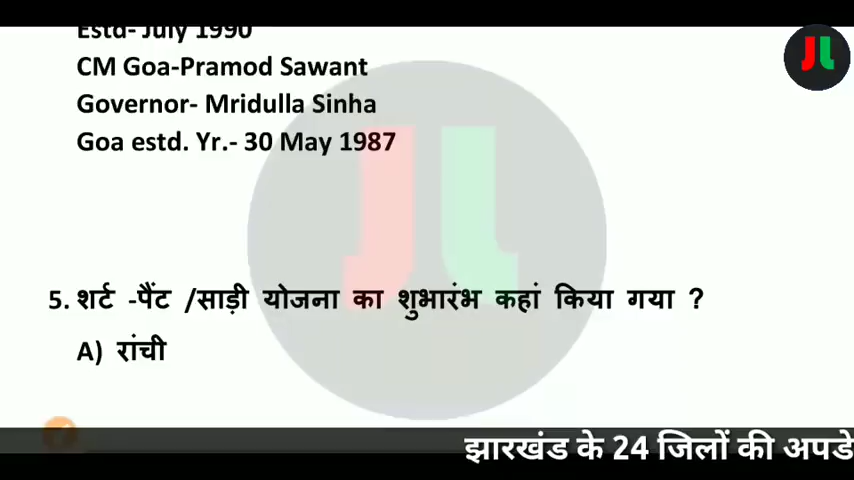 Estd- July 1990
CM Goa-Pramod Sawant
Governor- Mridulla Sinha
Goa estd. Yr.- 30 May 1987
5. शर्ट -पैंट /साड़ी योजना का शुभारंभ कहां किया गया ?
A) रांची
झारखंड के 24 जिलों की अपडे